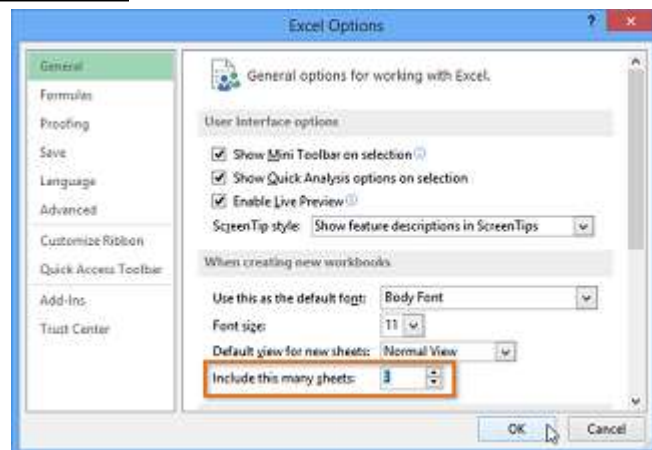 Excel Options
?
General
Formulas
Proofing
Save
Language
Advanced
Customize Ribbon
Quick Access Toolbar
Add-Ins
Trust Center
General options for working with Excel.
User Interface options
Show Mini Toolbar on selection
Show Quick Analysis options on selection
Enable Live Preview
ScreenTip style: Show feature descriptions in ScreenTips
When creating new workbooks
Use this as the default font: Body Font
Font size: 11
Default view for new sheets: Normal View
Include this many sheets: 3
OK
Cancel